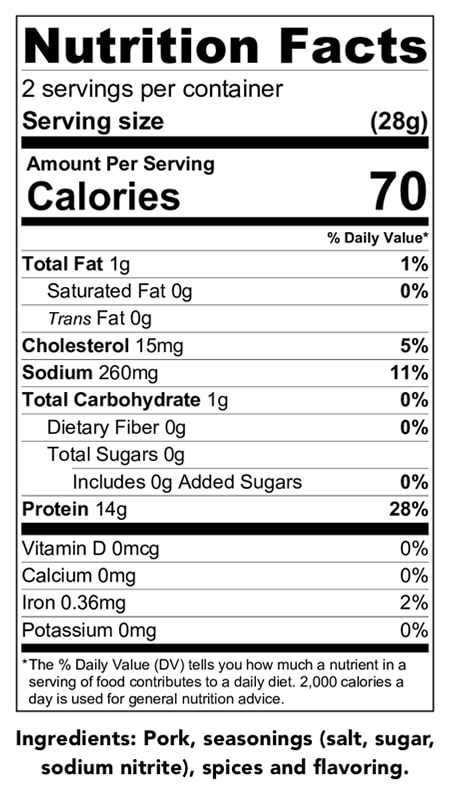 Nutrition Facts
2 servings per container
Serving size (28g)
Amount Per Serving
Calories 70
% Daily Value*
Total Fat 1g 1%
Saturated Fat 0g 0%
Trans Fat 0g
Cholesterol 15mg 5%
Sodium 260mg 11%
Total Carbohydrate 1g 0%
Dietary Fiber 0g 0%
Total Sugars 0g
Includes 0g Added Sugars 0%
Protein 14g 28%
Vitamin D 0mcg 0%
Calcium 0mg 0%
Iron 0.36mg 2%
Potassium 0mg 0%
*The % Daily Value (DV) tells you how much a nutrient in a
serving of food contributes to a daily diet. 2,000 calories a
day is used for general nutrition advice.
Ingredients: Pork, seasonings (salt, sugar,
sodium nitrite), spices and flavoring.